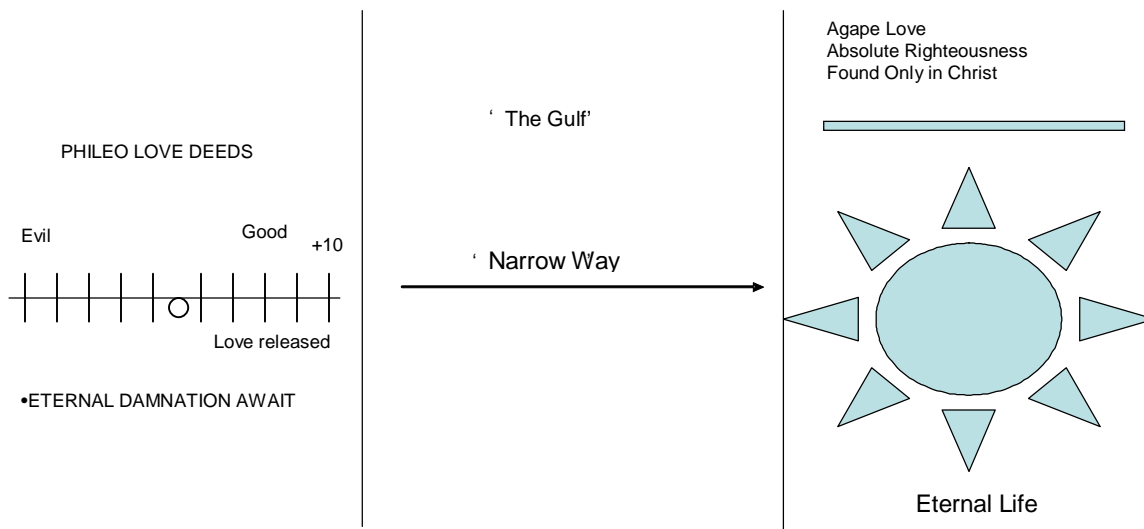 PHILEO LOVE DEEDS
Evil
Good
+10
Love released
•ETERNAL DAMNATION AWAIT
‘ The Gulf’
‘ Narrow Way
Agape Love
Absolute Righteousness
Found Only in Christ
Eternal Life